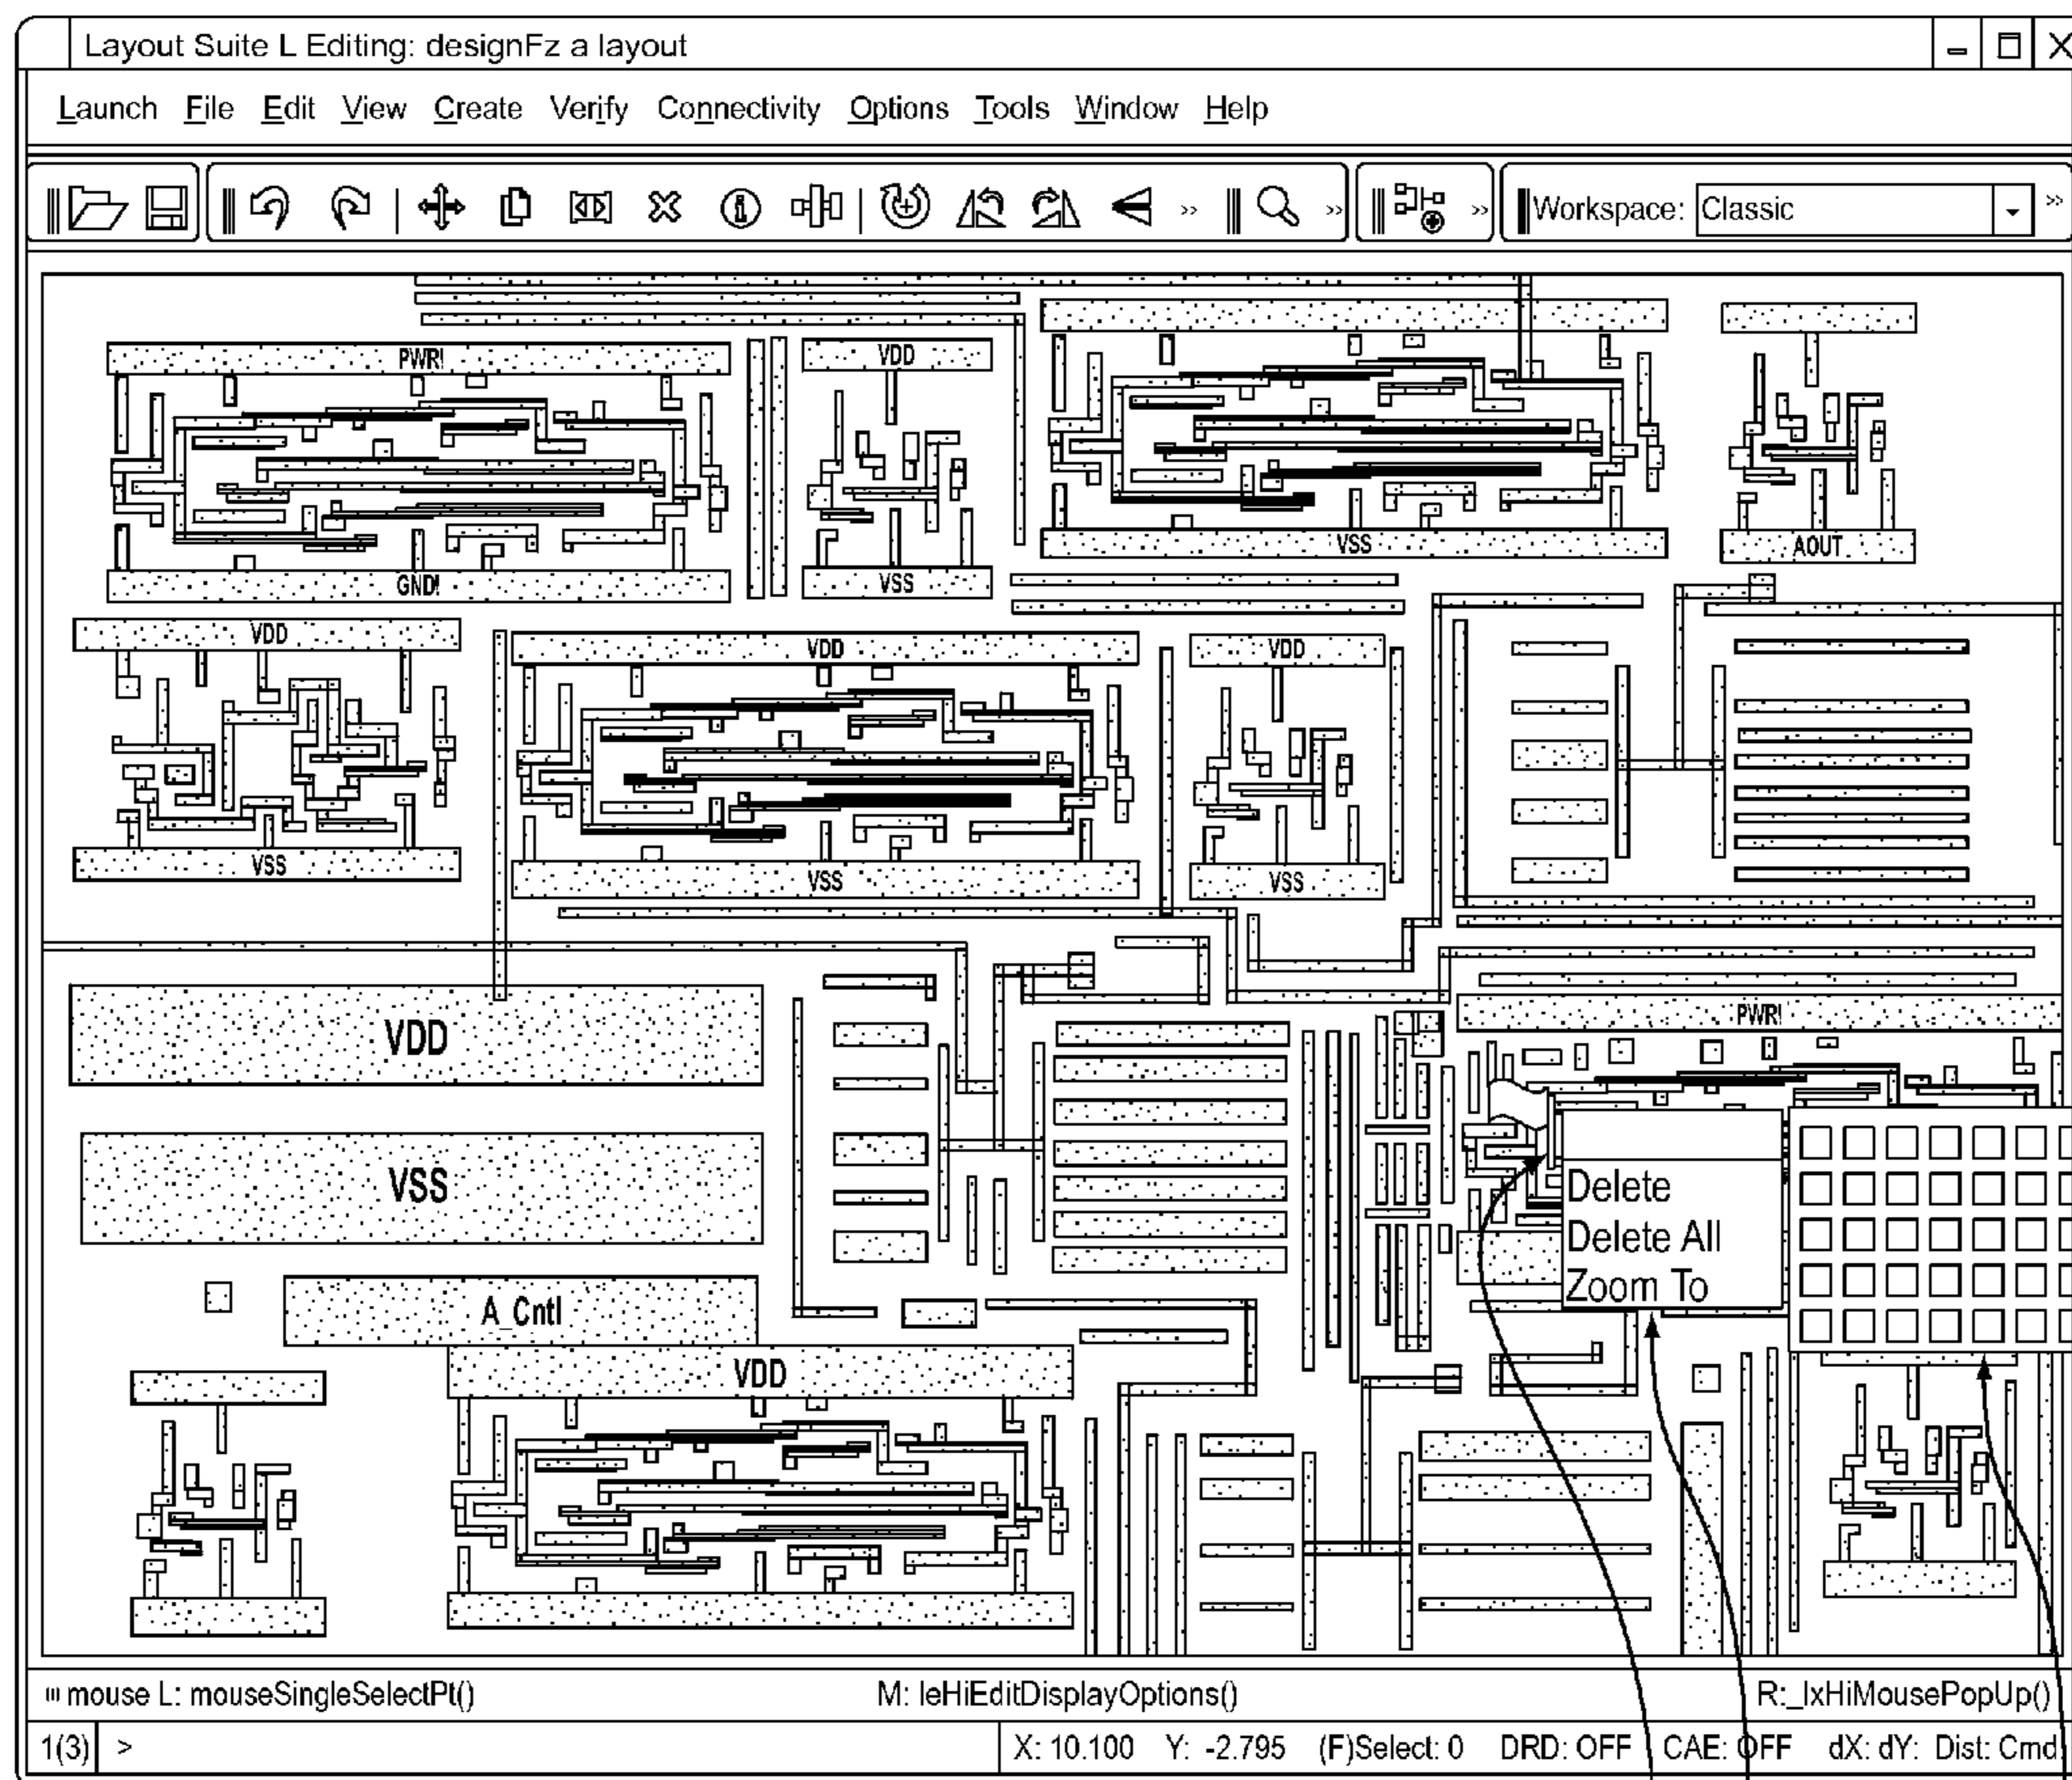 Layout Suite L Editing: designFz a layout
Launch File Edit View Create Verify Connectivity Options Tools Window Help
Workspace: Classic
PWR!
VDD
GND!
VSS
VSS
AOUT
VDD
VDD
VDD
VSS
VSS
VSS
VDD
PWR!
VSS
Delete
Delete All
Zoom To
A_Cntl
VDD
mouse L: mouseSingleSelectPt() M: leHiEditDisplayOptions() R:_lxHiMousePopUp()
1(3) > X: 10.100 Y: -2.795 (F)Select: 0 DRD: OFF CAE: OFF dX: dY: Dist: Cmd: